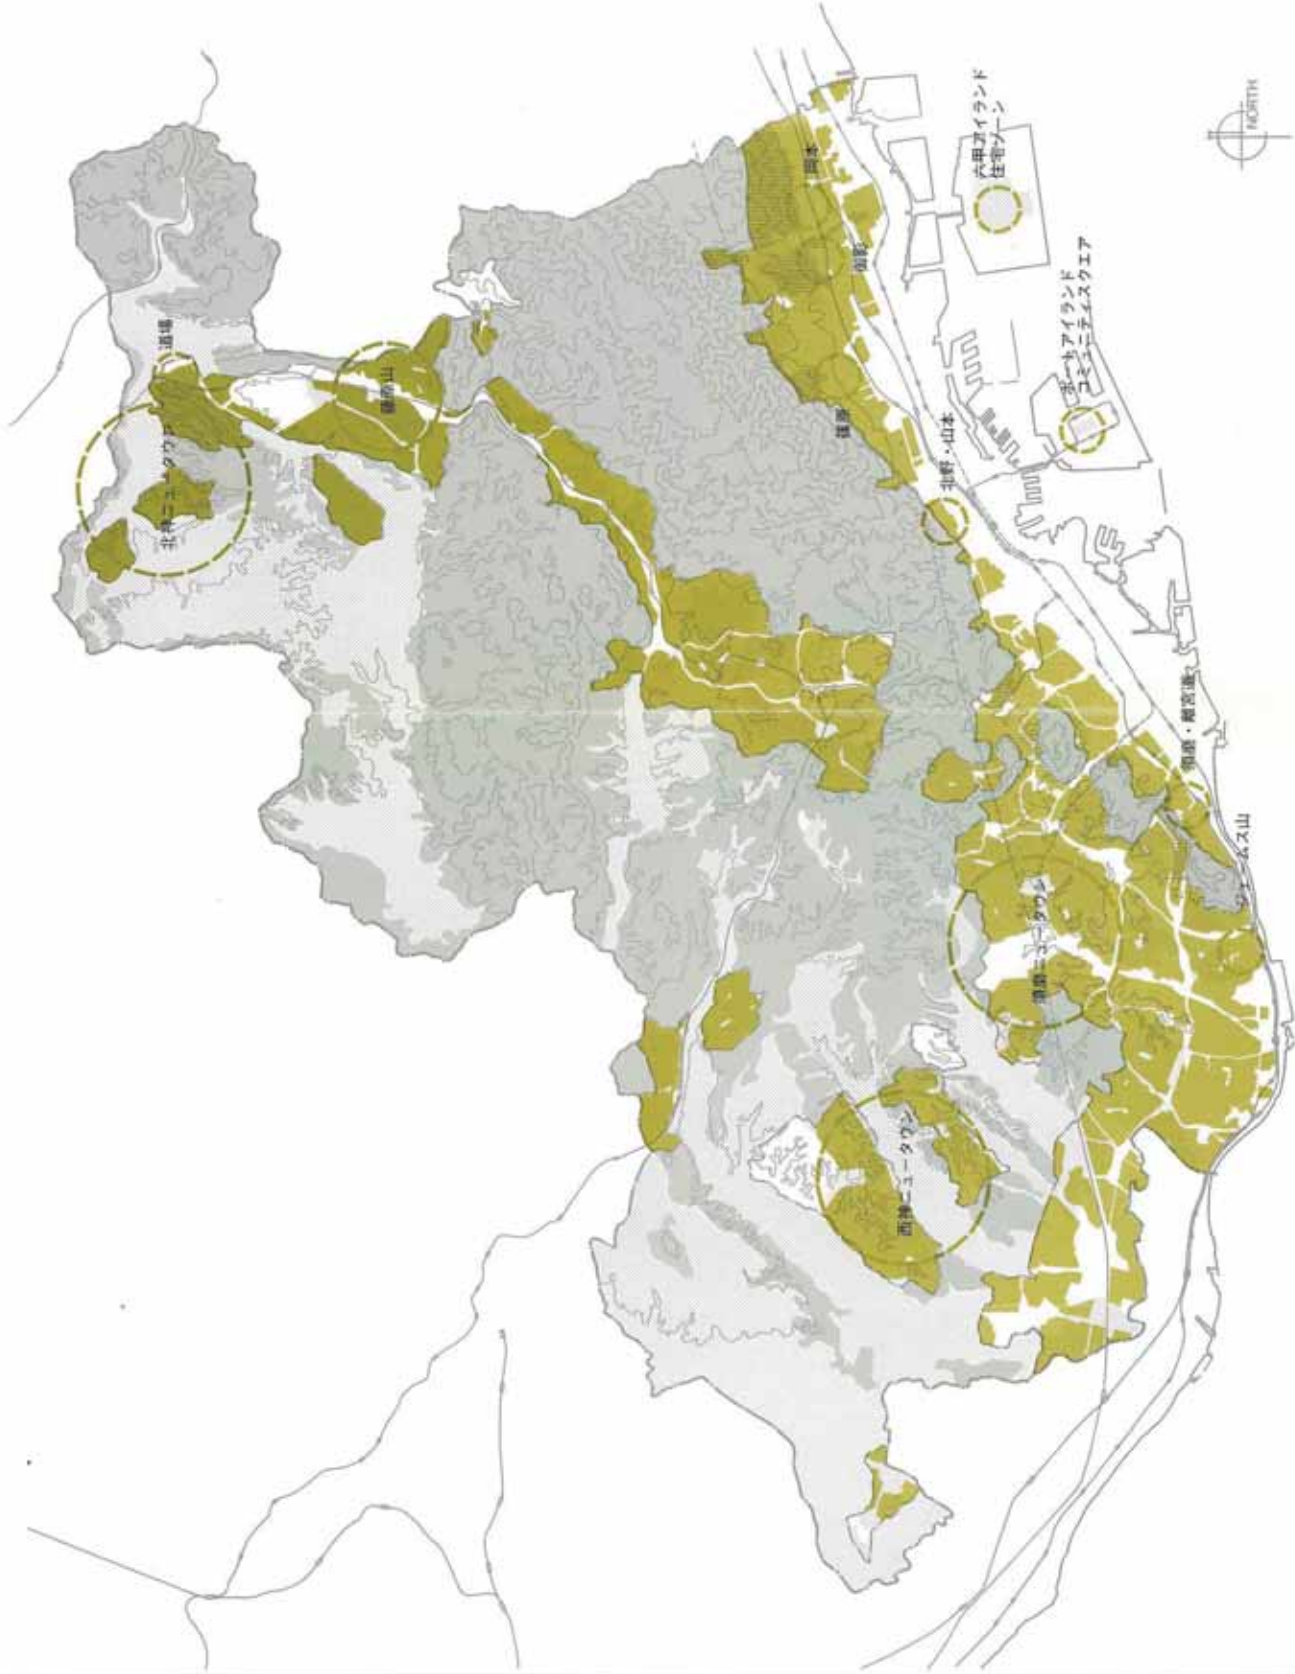 道場
北神ニュータウン
藤原山
岡本
御影
篠原
北野・山本
六甲アイランド
住宅ゾーン
ポートアイランド
コミュニティスクエア
須磨・離宮道
ジェームス山
須磨ニュータウン
西神ニュータウン
NORTH